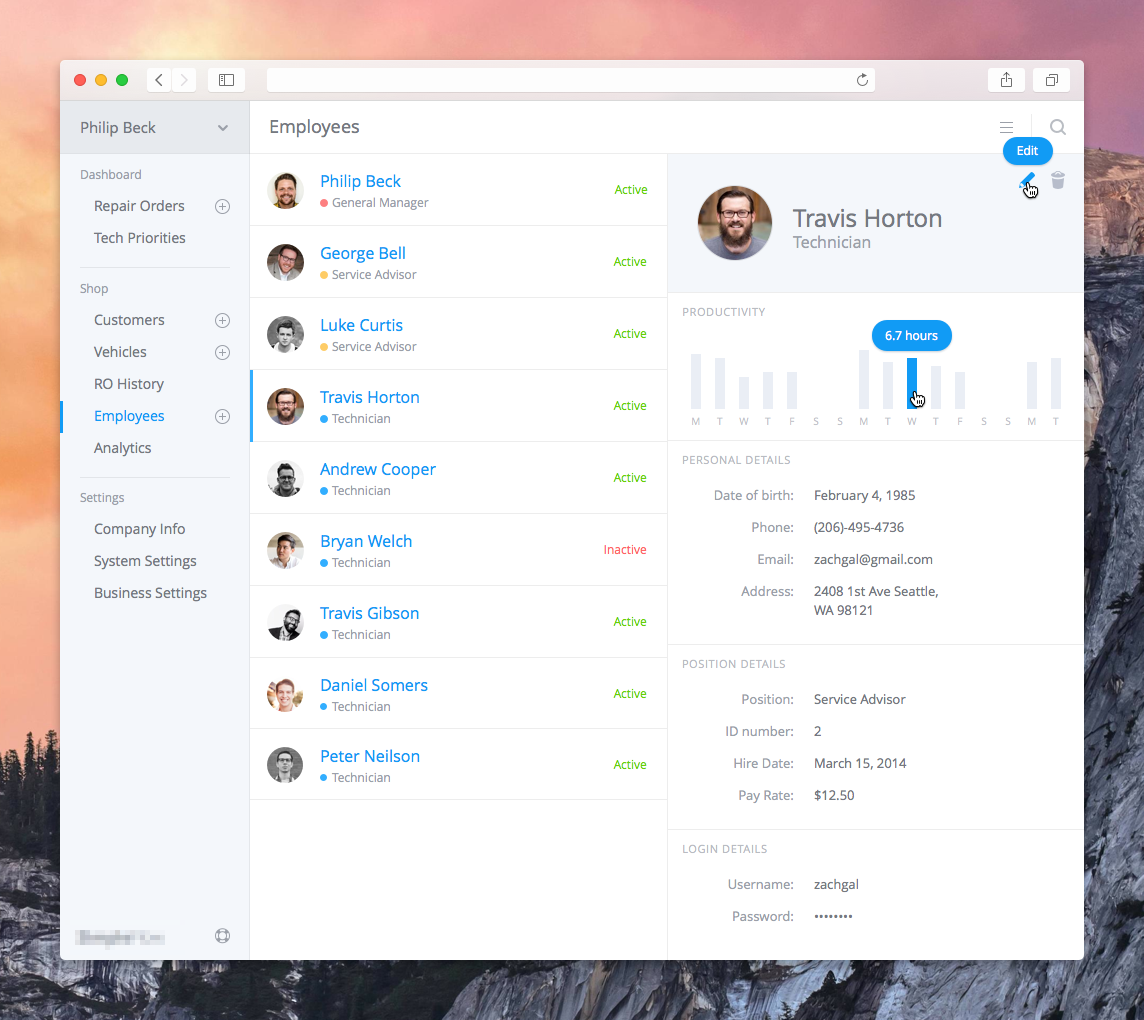 Philip Beck
Employees
Edit
Dashboard
Repair Orders
Tech Priorities
Shop
Customers
Vehicles
RO History
Employees
Analytics
Settings
Company Info
System Settings
Business Settings
Philip Beck
General Manager
Active
George Bell
Service Advisor
Active
Luke Curtis
Service Advisor
Active
Travis Horton
Technician
Active
Andrew Cooper
Technician
Active
Bryan Welch
Technician
Inactive
Travis Gibson
Technician
Active
Daniel Somers
Technician
Active
Peter Neilson
Technician
Active
Travis Horton
Technician
PRODUCTIVITY
6.7 hours
M T W T F S S M T W T F S S M T
PERSONAL DETAILS
Date of birth: February 4, 1985
Phone: (206)-495-4736
Email: zachgal@gmail.com
Address: 2408 1st Ave Seattle,
WA 98121
POSITION DETAILS
Position: Service Advisor
ID number: 2
Hire Date: March 15, 2014
Pay Rate: $12.50
LOGIN DETAILS
Username: zachgal
Password: ••••••••